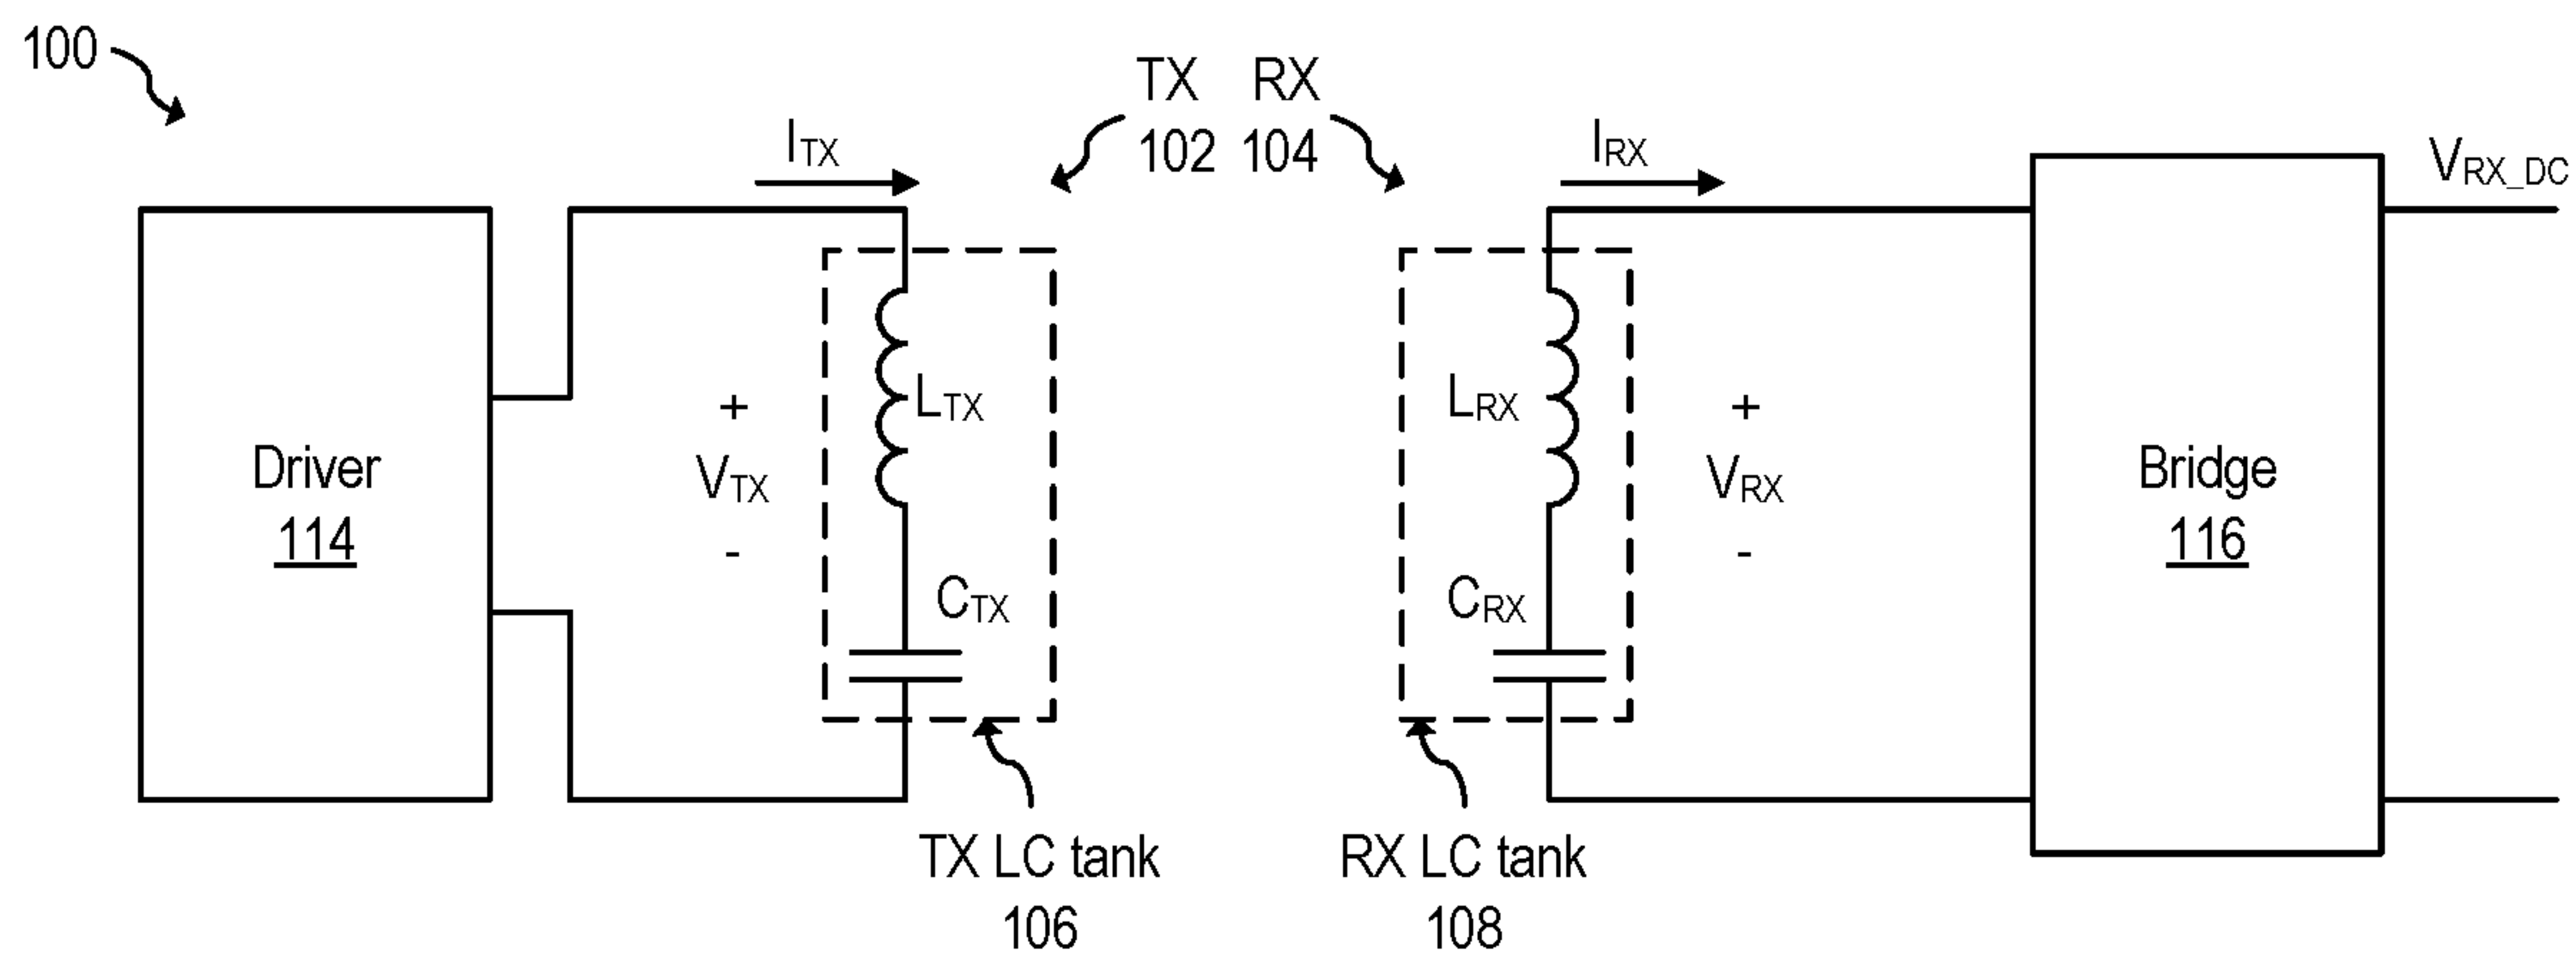 100
TX RX
102 104
ITX
IRX
VRX_DC
Driver
114
+
VTX
-
LTX
CTX
LRX
CRX
+
VRX
-
Bridge
116
TX LC tank
106
RX LC tank
108